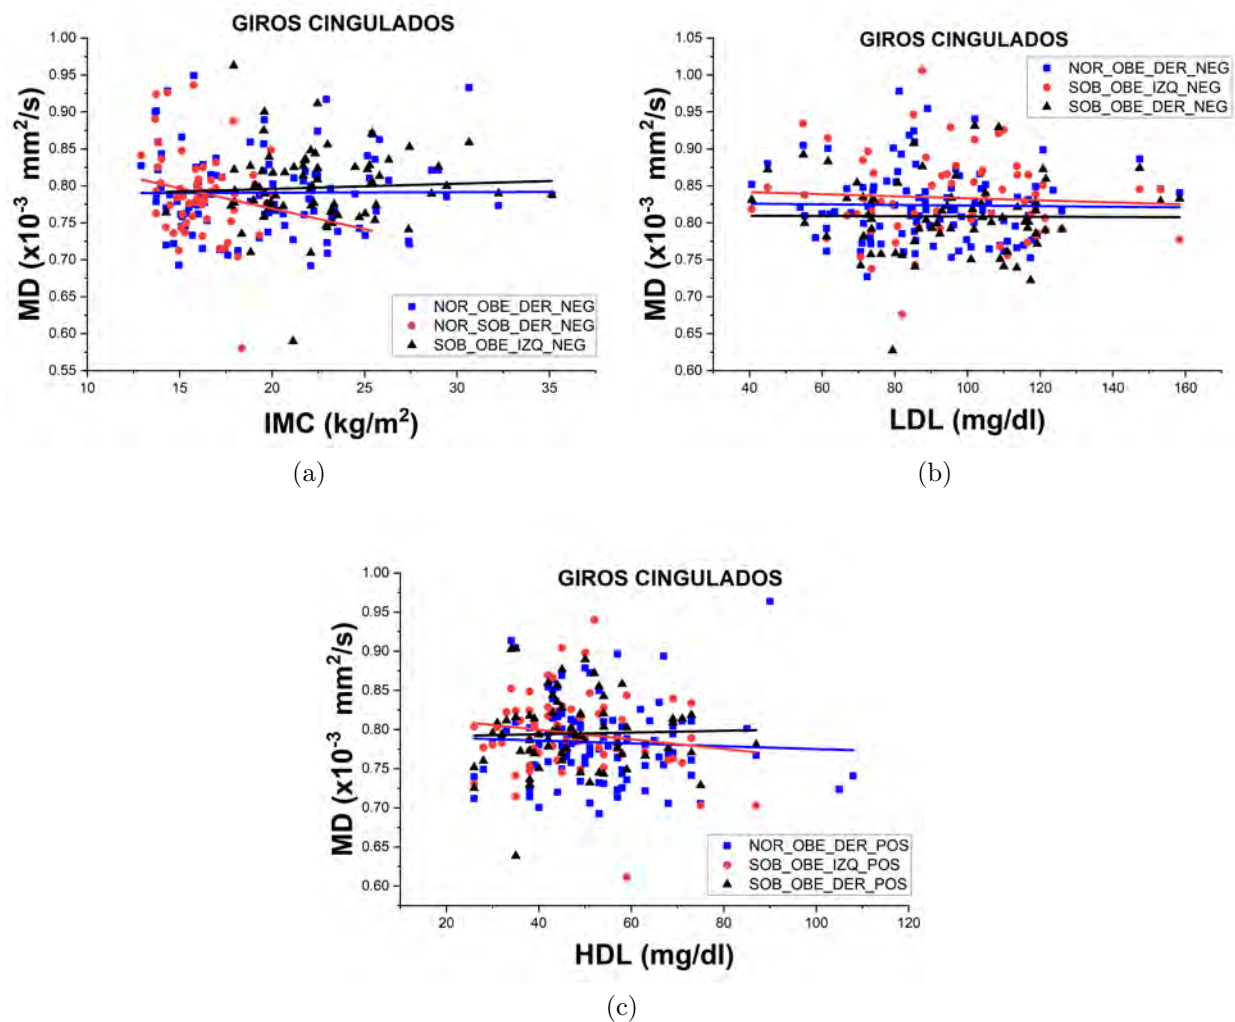 GIROS CINGULADOS
1.00
0.95
0.90
0.85
0.80
0.75
0.70
0.65
0.60
0.55
MD (x10⁻³ mm²/s)
10 15 20 25 30 35
IMC (kg/m²)
NOR_OBE_DER_NEG
NOR_SOB_DER_NEG
SOB_OBE_IZQ_NEG
(a)
GIROS CINGULADOS
1.05
1.00
0.95
0.90
0.85
0.80
0.75
0.70
0.65
0.60
MD (x10⁻³ mm²/s)
40 60 80 100 120 140 160
LDL (mg/dl)
NOR_OBE_DER_NEG
SOB_OBE_IZQ_NEG
SOB_OBE_DER_NEG
(b)
GIROS CINGULADOS
1.00
0.95
0.90
0.85
0.80
0.75
0.70
0.65
0.60
MD (x10⁻³ mm²/s)
20 40 60 80 100 120
HDL (mg/dl)
NOR_OBE_DER_POS
SOB_OBE_IZQ_POS
SOB_OBE_DER_POS
(c)